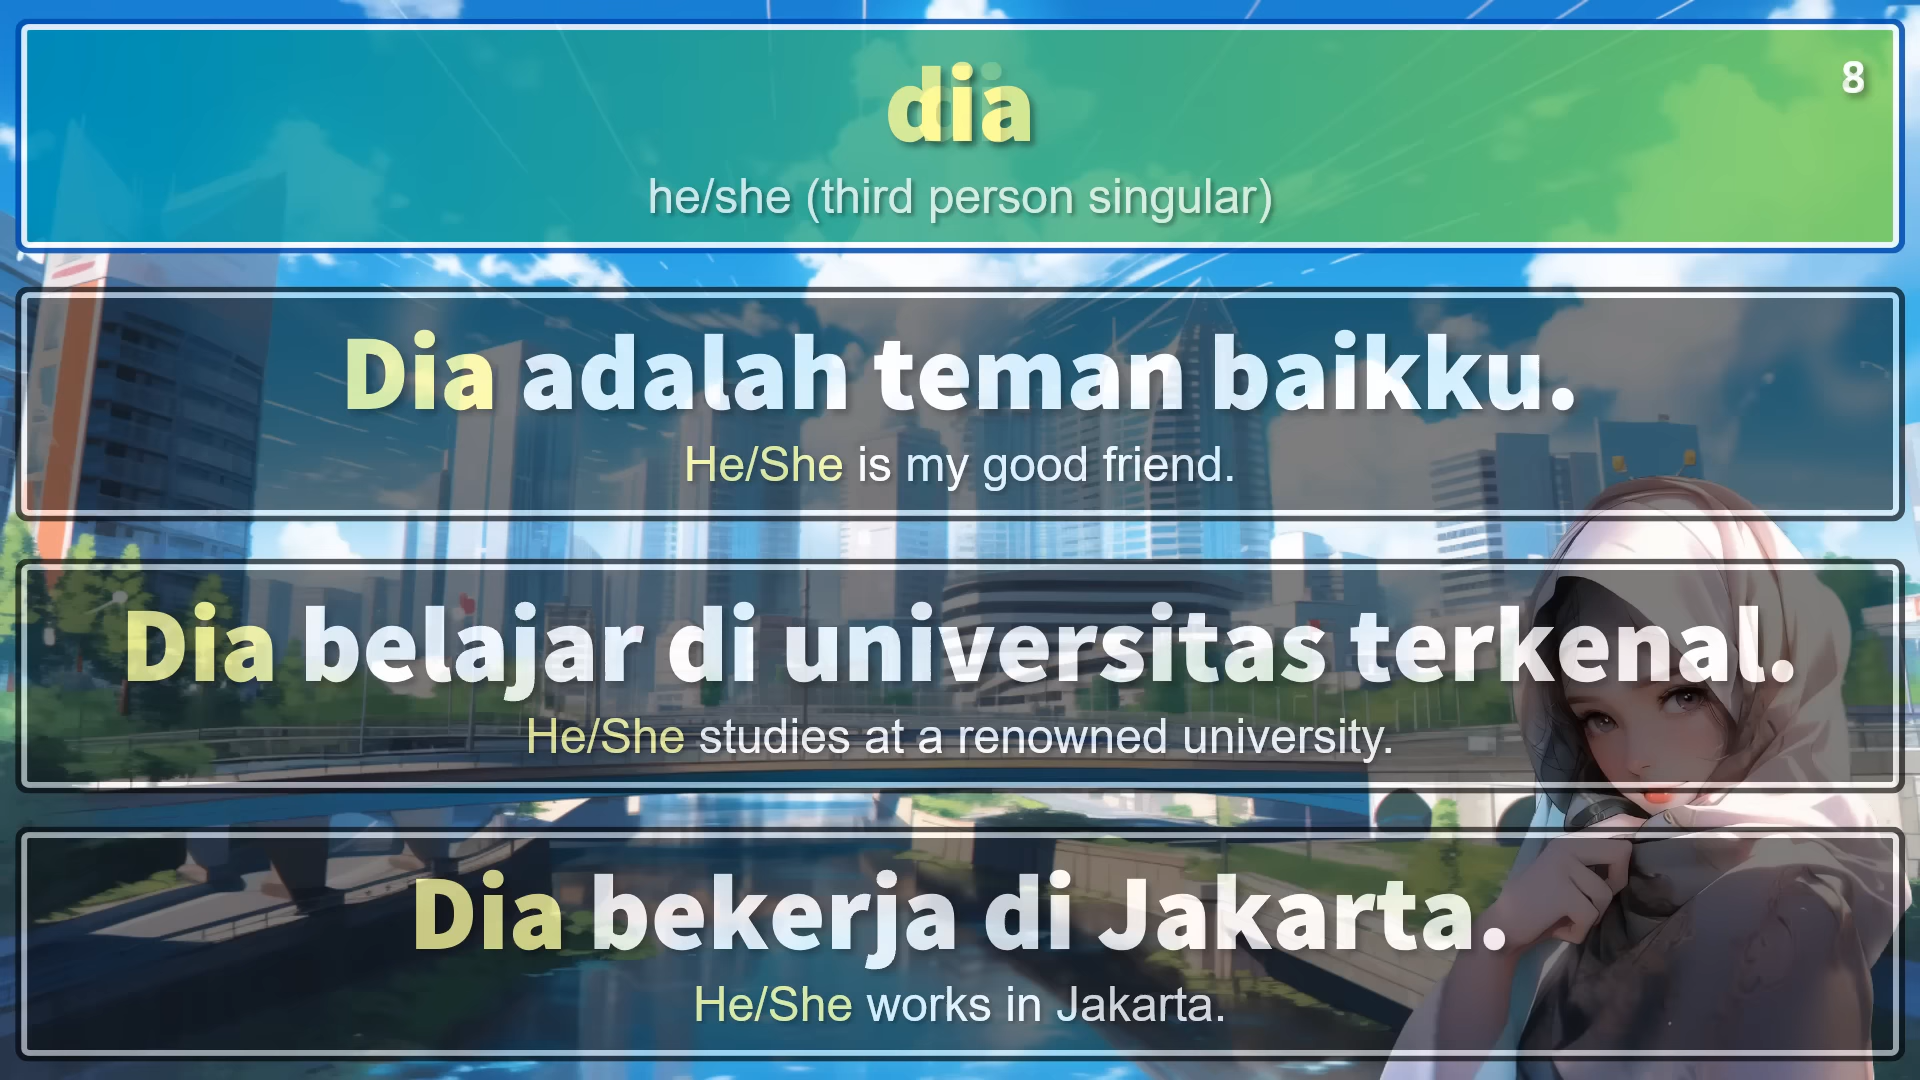 dia
8
he/she (third person singular)
Dia adalah teman baikku.
He/She is my good friend.
Dia belajar di universitas terkenal.
He/She studies at a renowned university.
Dia bekerja di Jakarta.
He/She works in Jakarta.